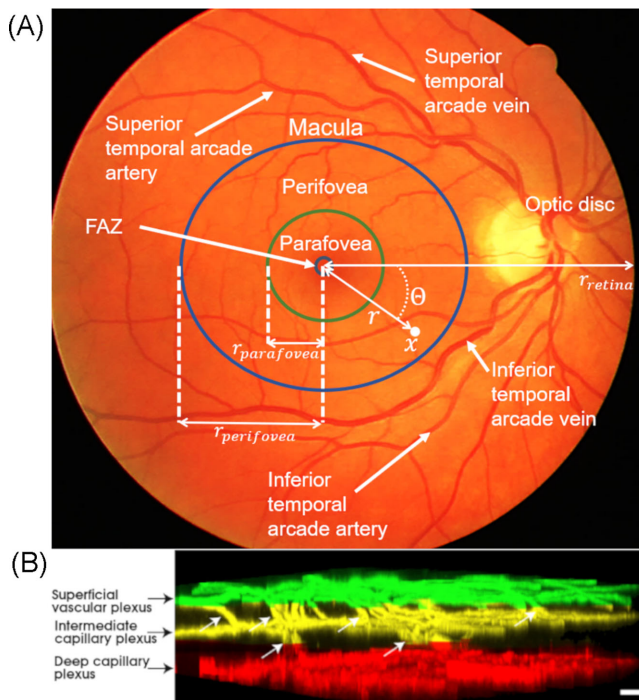 (A)
Superior
temporal
arcade vein
Superior
temporal arcade
artery
Macula
Perifovea
Optic disc
FAZ
Parafovea
r_retina
Θ
r
x
r_parafovea
Inferior
temporal
arcade vein
r_perifovea
Inferior
temporal
arcade artery
(B)
Superficial
vascular plexus
Intermediate
capillary plexus
Deep capillary
plexus